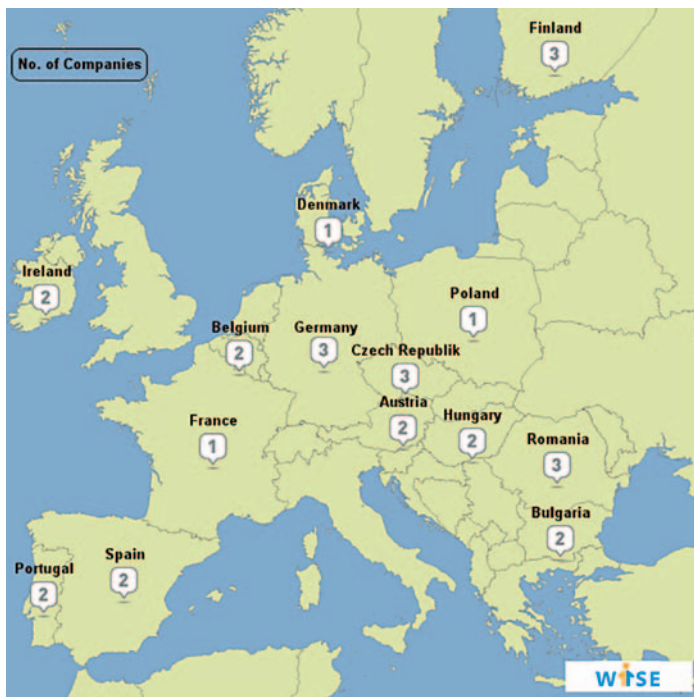 Finland
3
No. of Companies
Denmark
1
Ireland
2
Poland
1
Belgium
2
Germany
3
Czech Republik
3
Austria
2
Hungary
2
France
1
Romania
3
Bulgaria
2
Spain
2
Portugal
2
WiSE